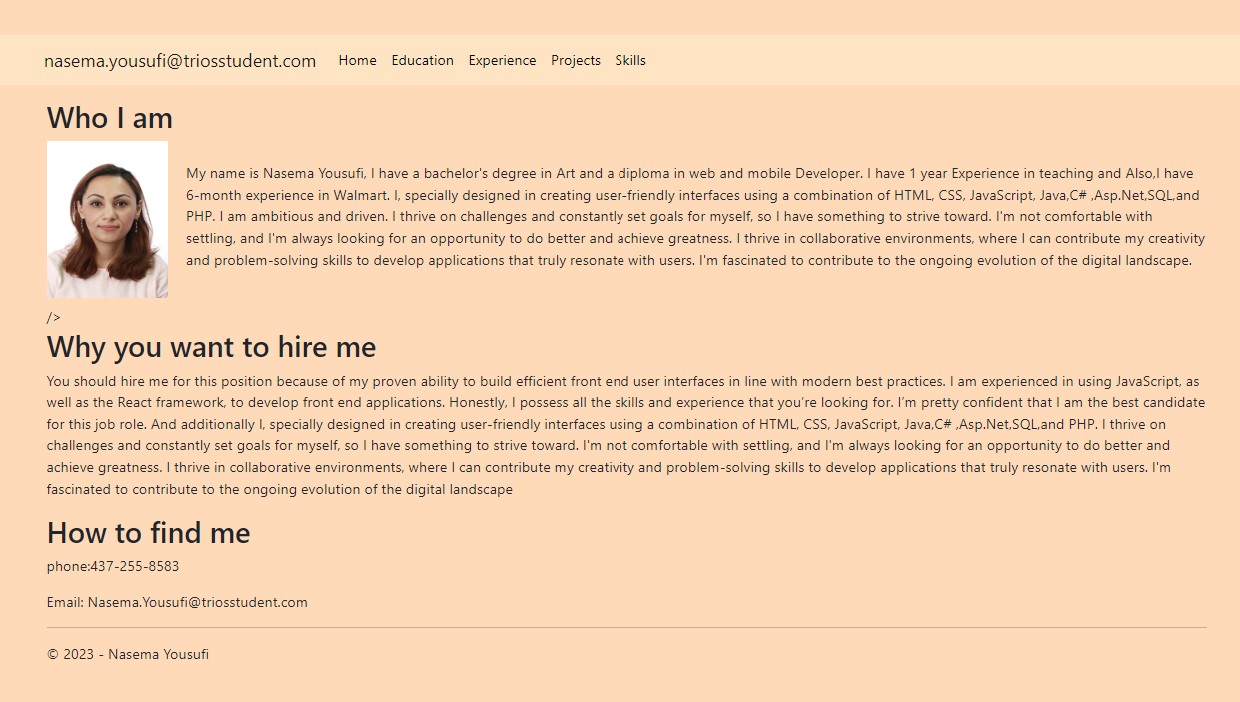 nasema.yousufi@triosstudent.com Home Education Experience Projects Skills
Who I am
My name is Nasema Yousufi, I have a bachelor's degree in Art and a diploma in web and mobile Developer. I have 1 year Experience in teaching and Also,I have
6-month experience in Walmart. I, specially designed in creating user-friendly interfaces using a combination of HTML, CSS, JavaScript, Java,C# ,Asp.Net,SQL,and
PHP. I am ambitious and driven. I thrive on challenges and constantly set goals for myself, so I have something to strive toward. I'm not comfortable with
settling, and I'm always looking for an opportunity to do better and achieve greatness. I thrive in collaborative environments, where I can contribute my creativity
and problem-solving skills to develop applications that truly resonate with users. I'm fascinated to contribute to the ongoing evolution of the digital landscape.
/>
Why you want to hire me
You should hire me for this position because of my proven ability to build efficient front end user interfaces in line with modern best practices. I am experienced in using JavaScript, as
well as the React framework, to develop front end applications. Honestly, I possess all the skills and experience that you’re looking for. I’m pretty confident that I am the best candidate
for this job role. And additionally I, specially designed in creating user-friendly interfaces using a combination of HTML, CSS, JavaScript, Java,C# ,Asp.Net,SQL,and PHP. I thrive on
challenges and constantly set goals for myself, so I have something to strive toward. I'm not comfortable with settling, and I'm always looking for an opportunity to do better and
achieve greatness. I thrive in collaborative environments, where I can contribute my creativity and problem-solving skills to develop applications that truly resonate with users. I'm
fascinated to contribute to the ongoing evolution of the digital landscape
How to find me
phone:437-255-8583
Email: Nasema.Yousufi@triosstudent.com
© 2023 - Nasema Yousufi